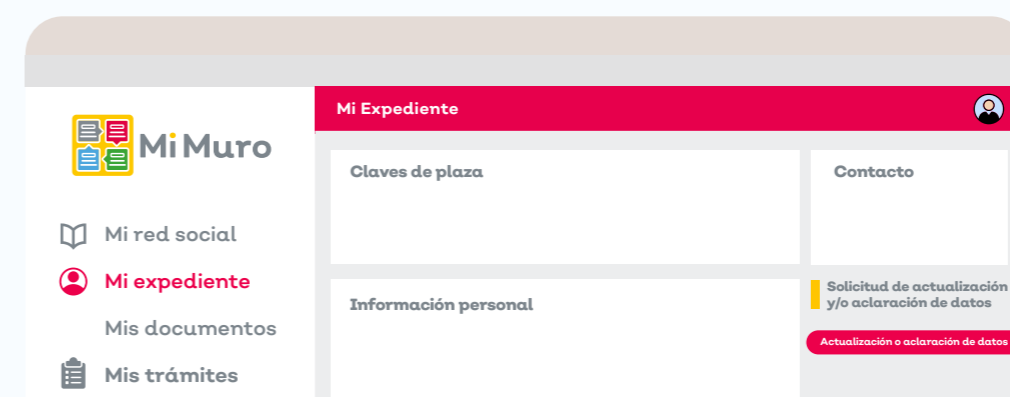 MiMuro
Mi red social
Mi expediente
Mis documentos
Mis trámites
Mi Expediente
Claves de plaza
Contacto
Información personal
Solicitud de actualización
y/o aclaración de datos
Actualización o aclaración de datos